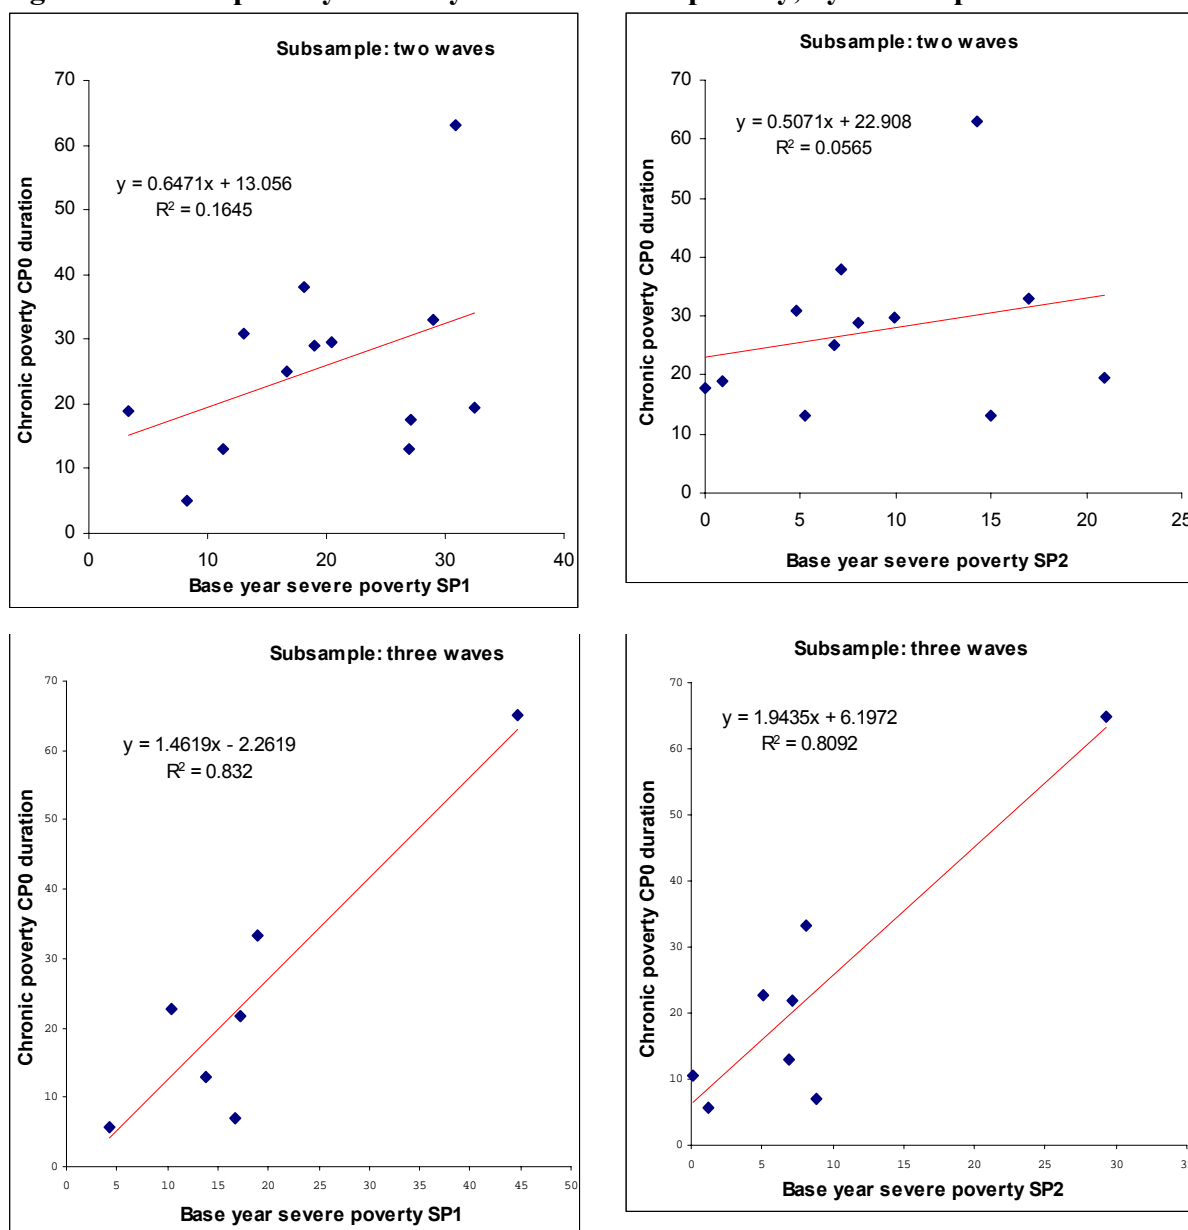 Subsample: two waves
70
60
50
40
30
20
10
0
y = 0.6471x + 13.056
R² = 0.1645
Chronic poverty CP0 duration
0 10 20 30 40
Base year severe poverty SP1
Subsample: two waves
70
60
50
40
30
20
10
0
y = 0.5071x + 22.908
R² = 0.0565
Chronic poverty CP0 duration
0 5 10 15 20 25
Base year severe poverty SP2
Subsample: three waves
70
60
50
40
30
20
10
0
y = 1.4619x - 2.2619
R² = 0.832
Chronic poverty CP0 duration
0 5 10 15 20 25 30 35 40 45 50
Base year severe poverty SP1
Subsample: three waves
70
60
50
40
30
20
10
0
y = 1.9435x + 6.1972
R² = 0.8092
Chronic poverty CP0 duration
0 5 10 15 20 25 30 35
Base year severe poverty SP2